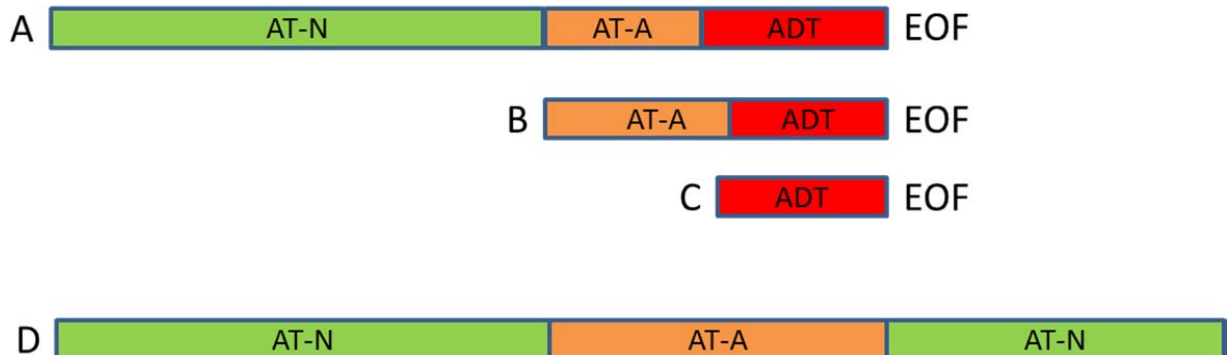 A AT-N AT-A ADT EOF
B AT-A ADT EOF
C ADT EOF
D AT-N AT-A AT-N